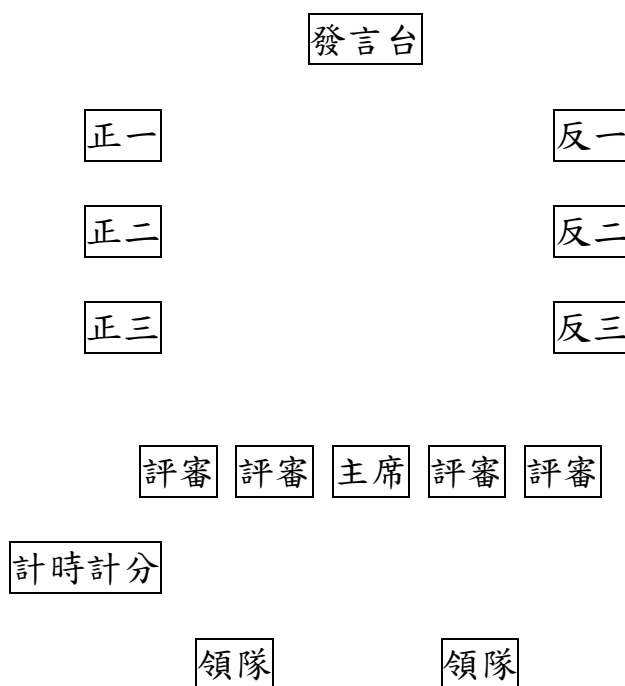 發言台
正一 反一
正二 反二
正三 反三
評審 評審 主席 評審 評審
計時計分
領隊 領隊